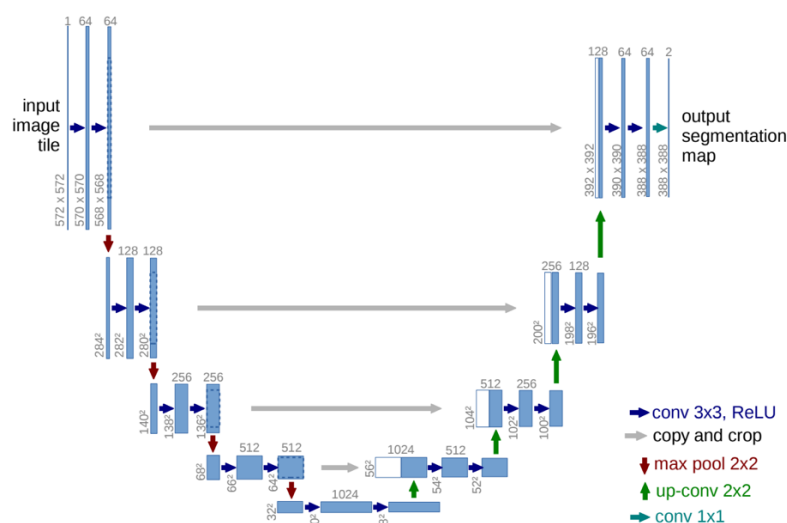 1 64 64
128 64 64 2
input
image
tile
output
segmentation
map
572 x 572
570 x 570
568 x 568
392 x 392
390 x 390
388 x 388
388 x 388
128 128
256 128
284²
282²
280²
200²
198²
196²
256 256
512 256
140²
138²
136²
104²
102²
100²
512 512
1024 512
68²
66²
64²
56²
54²
52²
1024
32²
conv 3x3, ReLU
copy and crop
max pool 2x2
up-conv 2x2
conv 1x1